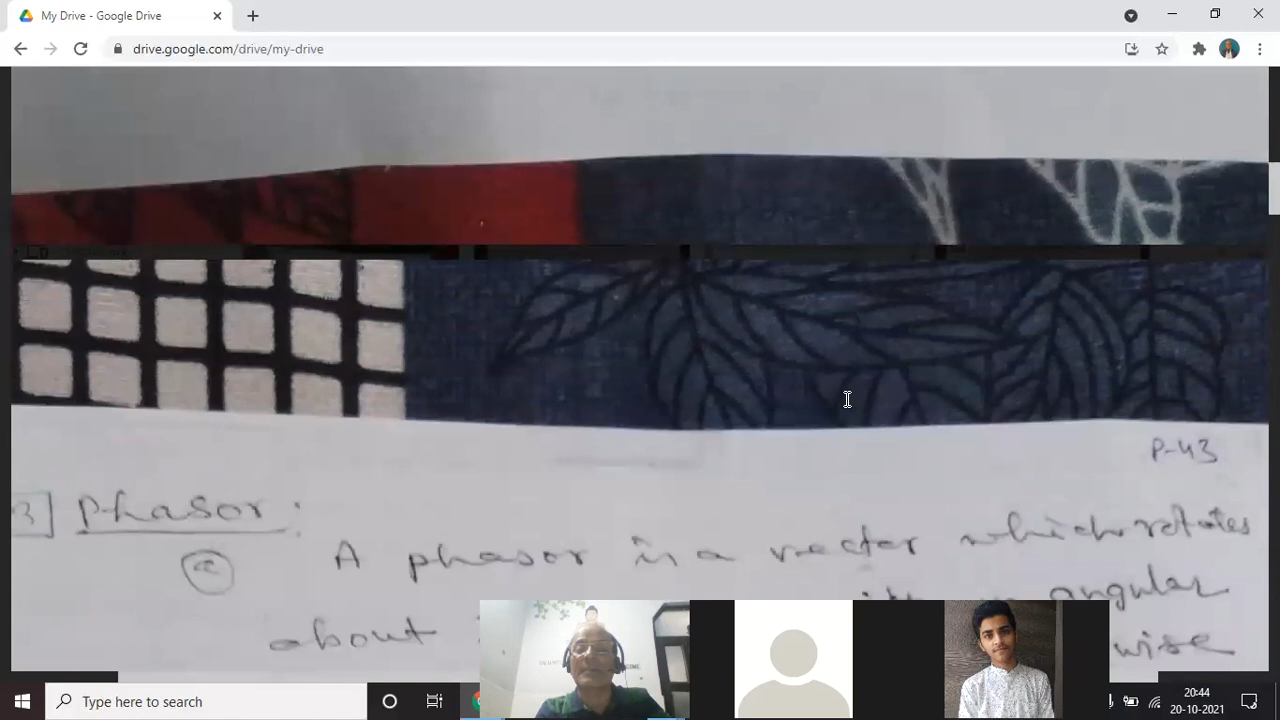 My Drive - Google Drive
drive.google.com/drive/my-drive
P-43
3] Phasor:
(a) A phasor is a vector which rotates
about angular
wise
Type here to search
20:44
20-10-2021